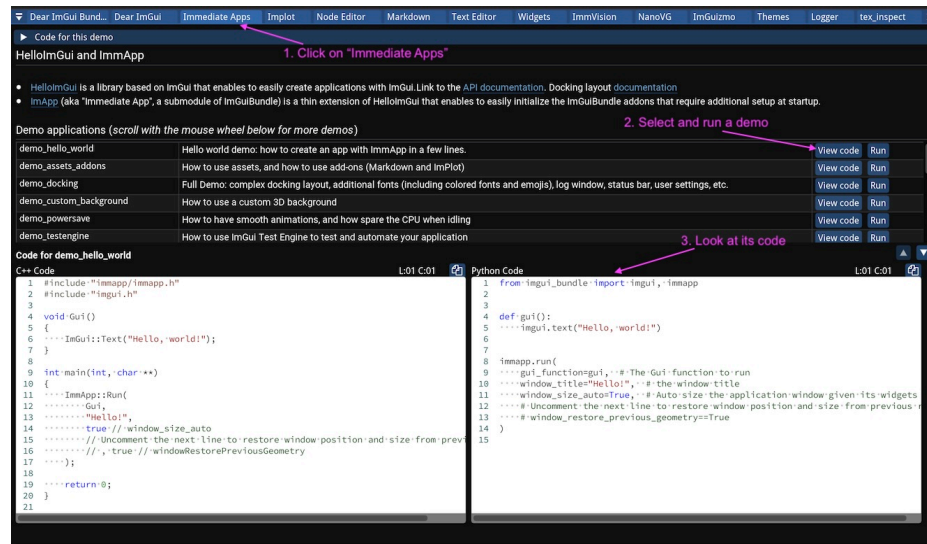 Dear ImGui Bund... Dear ImGui Immediate Apps Implot Node Editor Markdown Text Editor Widgets ImmVision NanoVG ImGuizmo Themes Logger tex_inspect
Code for this demo
HelloImGui and ImmApp
1. Click on "Immediate Apps"
HelloImGui is a library based on ImGui that enables to easily create applications with ImGui.Link to the API documentation. Docking layout documentation
ImApp (aka "Immediate App", a submodule of ImGuiBundle) is a thin extension of HelloImGui that enables to easily initialize the ImGuiBundle addons that require additional setup at startup.
2. Select and run a demo
Demo applications (scroll with the mouse wheel below for more demos)
demo_hello_world Hello world demo: how to create an app with ImmApp in a few lines. View code Run
demo_assets_addons How to use assets, and how to use add-ons (Markdown and ImPlot) View code Run
demo_docking Full Demo: complex docking layout, additional fonts (including colored fonts and emojis), log window, status bar, user settings, etc. View code Run
demo_custom_background How to use a custom 3D background View code Run
demo_powersave How to have smooth animations, and how spare the CPU when idling View code Run
demo_testengine How to use ImGui Test Engine to test and automate your application View code Run
3. Look at its code
Code for demo_hello_world
C++ Code L:01 C:01
1 #include "immapp/immapp.h"
2 #include "imgui.h"
3
4 void Gui()
5 {
6 ····ImGui::Text("Hello,·world!");
7 }
8
9 int main(int, char **)
10 {
11 ····ImmApp::Run(
12 ········Gui,
13 ········"Hello!",
14 ········true·//·window_size_auto
15 ········//·Uncomment·the·next·line·to·restore·window·position·and·size·from·previ
16 ········//·,·true·//·windowRestorePreviousGeometry
17 ····);
18
19 ····return·0;
20 }
21
Python Code L:01 C:01
1 from·imgui_bundle·import·imgui,·immapp
2
3
4 def·gui():
5 ····imgui.text("Hello,·world!")
6
7
8 immapp.run(
9 ····gui_function=gui,··#·The·Gui·function·to·run
10 ····window_title="Hello!",··#·the·window·title
11 ····window_size_auto=True,··#·Auto·size·the·application·window·given·its·widgets
12 ····#·Uncomment·the·next·line·to·restore·window·position·and·size·from·previous·r
13 ····#·window_restore_previous_geometry==True
14 )
15